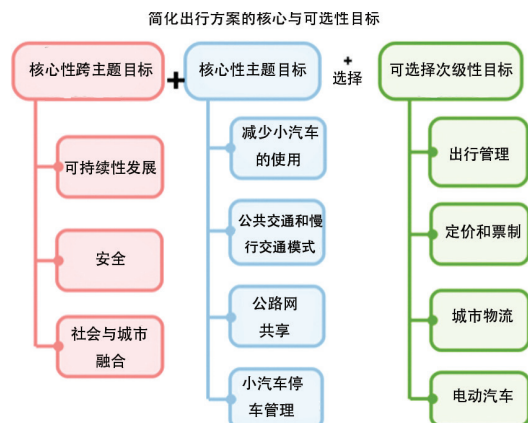 简化出行方案的核心与可选性目标
核心性跨主题目标
+
核心性主题目标
+
选择
可选择次级性目标
可持续性发展
安全
社会与城市
融合
减少小汽车
的使用
公共交通和慢
行交通模式
公路网
共享
小汽车停
车管理
出行管理
定价和票制
城市物流
电动汽车